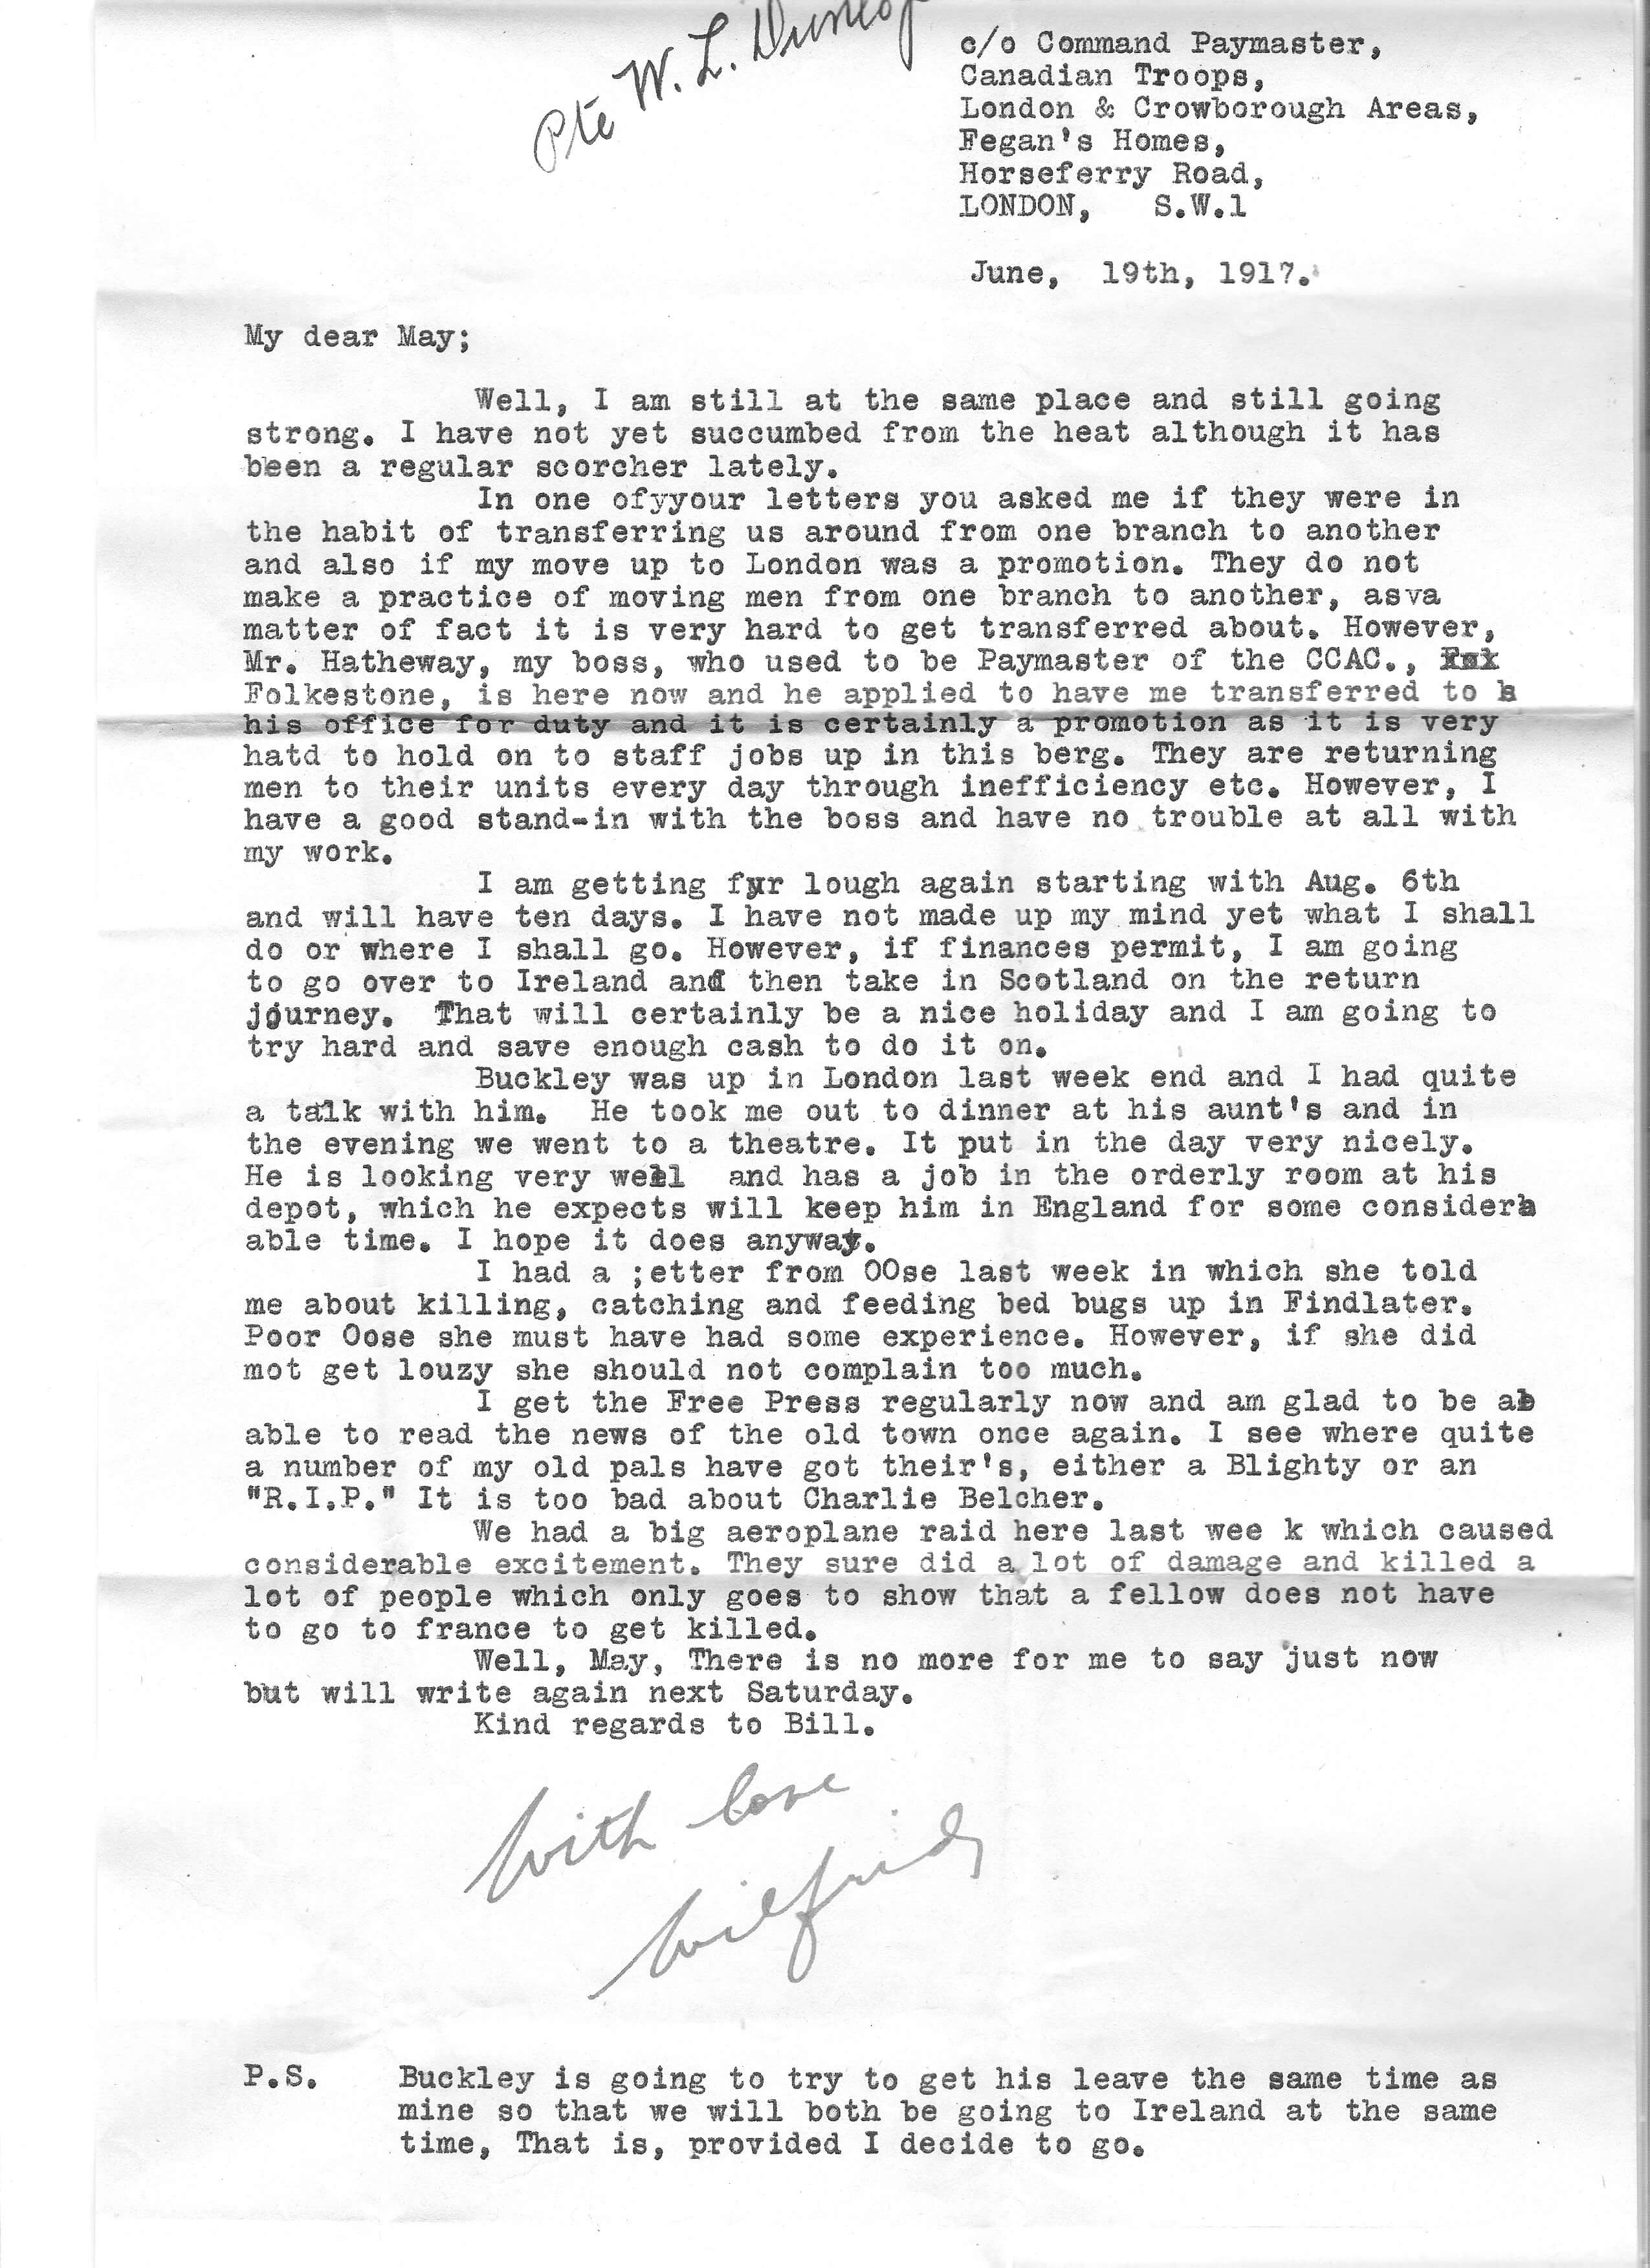 Pte W. L. Dunlop
c/o Command Paymaster,
Canadian Troops,
London & Crowborough Areas,
Fegan's Homes,
Horseferry Road,
LONDON, S.W.1
June, 19th, 1917.
My dear May;
Well, I am still at the same place and still going
strong. I have not yet succumbed from the heat although it has
been a regular scorcher lately.
In one ofyyour letters you asked me if they were in
the habit of transferring us around from one branch to another
and also if my move up to London was a promotion. They do not
make a practice of moving men from one branch to another, asva
matter of fact it is very hard to get transferred about. However,
Mr. Hatheway, my boss, who used to be Paymaster of the CCAC.,
Folkestone, is here now and he applied to have me transferred to h
his office for duty and it is certainly a promotion as it is very
hatd to hold on to staff jobs up in this berg. They are returning
men to their units every day through inefficiency etc. However, I
have a good stand-in with the boss and have no trouble at all with
my work.
I am getting fur lough again starting with Aug. 6th
and will have ten days. I have not made up my mind yet what I shall
do or where I shall go. However, if finances permit, I am going
to go over to Ireland and then take in Scotland on the return
journey. That will certainly be a nice holiday and I am going to
try hard and save enough cash to do it on.
Buckley was up in London last week end and I had quite
a talk with him. He took me out to dinner at his aunt's and in
the evening we went to a theatre. It put in the day very nicely.
He is looking very well and has a job in the orderly room at his
depot, which he expects will keep him in England for some consider
able time. I hope it does anyway.
I had a ;etter from OOse last week in which she told
me about killing, catching and feeding bed bugs up in Findlater.
Poor Oose she must have had some experience. However, if she did
mot get louzy she should not complain too much.
I get the Free Press regularly now and am glad to be ab
able to read the news of the old town once again. I see where quite
a number of my old pals have got their's, either a Blighty or an
"R.I.P." It is too bad about Charlie Belcher.
We had a big aeroplane raid here last wee k which caused
considerable excitement. They sure did a lot of damage and killed a
lot of people which only goes to show that a fellow does not have
to go to france to get killed.
Well, May, There is no more for me to say just now
but will write again next Saturday.
Kind regards to Bill.
With love
Wilfrid
P.S. Buckley is going to try to get his leave the same time as
mine so that we will both be going to Ireland at the same
time, That is, provided I decide to go.